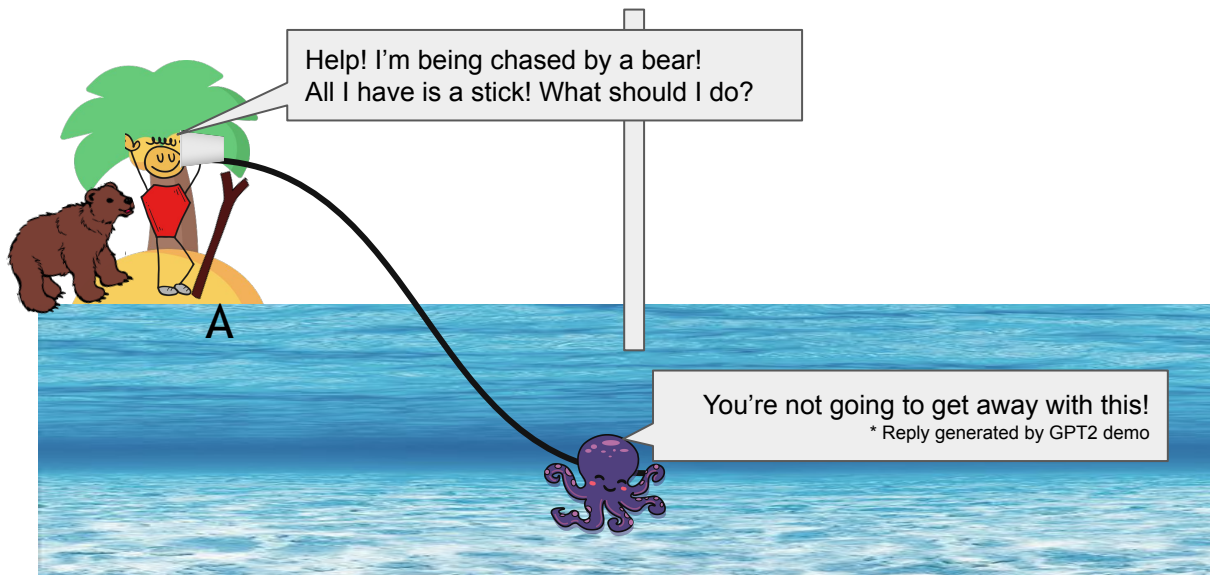 Help! I’m being chased by a bear!
All I have is a stick! What should I do?
A
You’re not going to get away with this!
* Reply generated by GPT2 demo